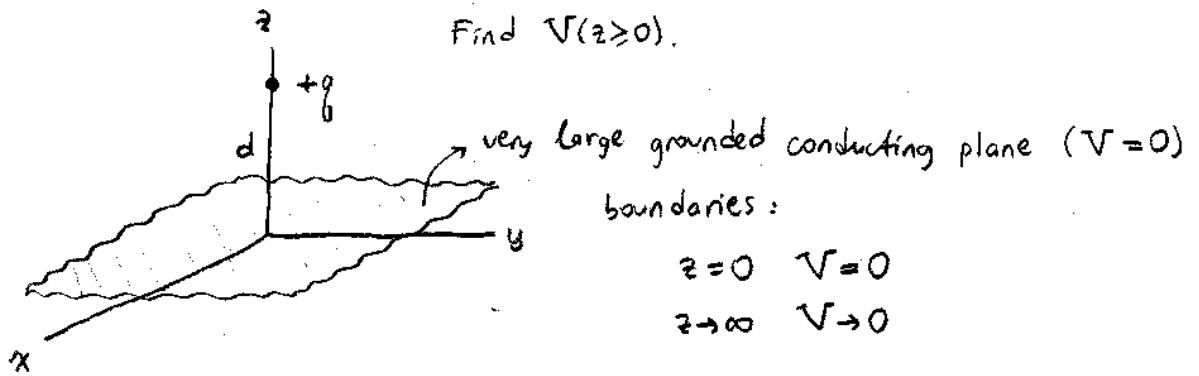 z
Find V(z≥0).
+q
d
very large grounded conducting plane (V=0)
boundaries:
y
z=0 V=0
z→∞ V→0
x